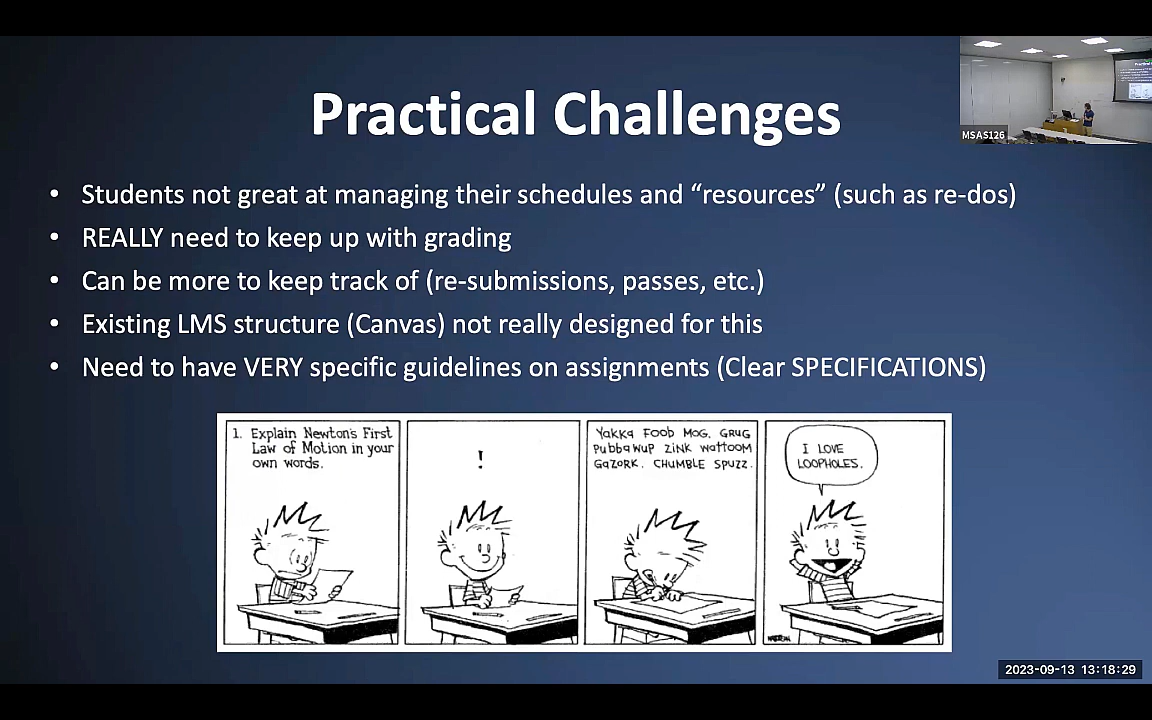 Practical Challenges
MSAS126
• Students not great at managing their schedules and “resources” (such as re-dos)
• REALLY need to keep up with grading
• Can be more to keep track of (re-submissions, passes, etc.)
• Existing LMS structure (Canvas) not really designed for this
• Need to have VERY specific guidelines on assignments (Clear SPECIFICATIONS)
1. Explain Newton's First
Law of Motion in your
own words.
!
Yakka foob mog. Grug
pubbawup zink wattoom
gazork. Chumble spuzz.
I LOVE
LOOPHOLES.
2023-09-13 13:18:29